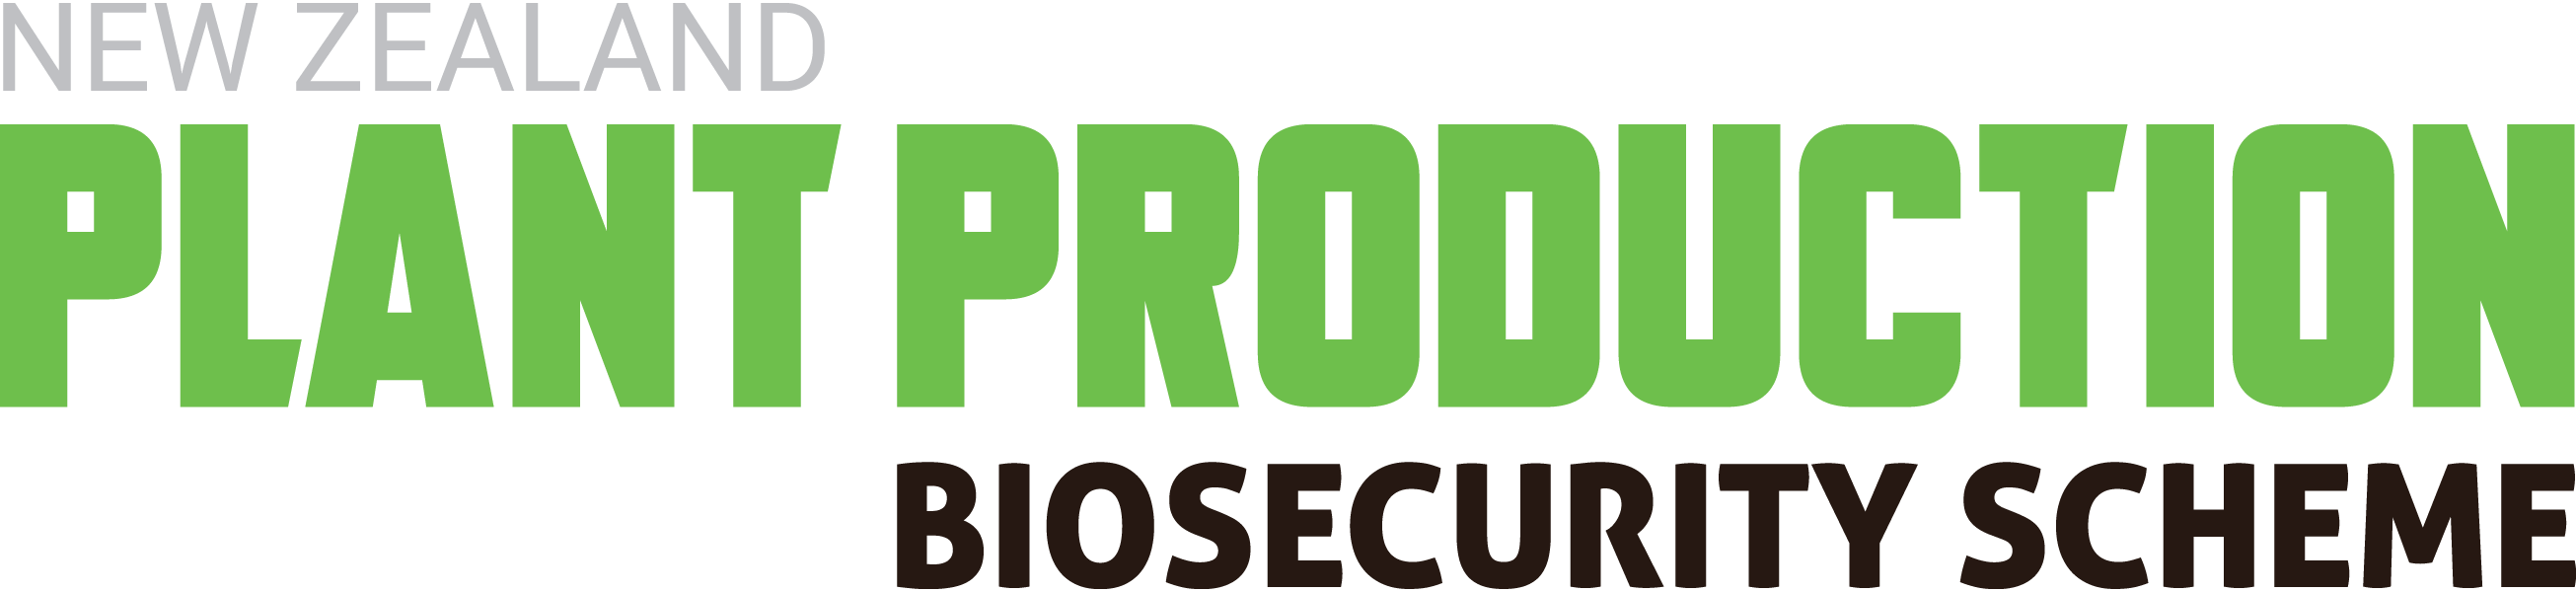 NEW ZEALAND
PLANT PRODUCTION
BIOSECURITY SCHEME